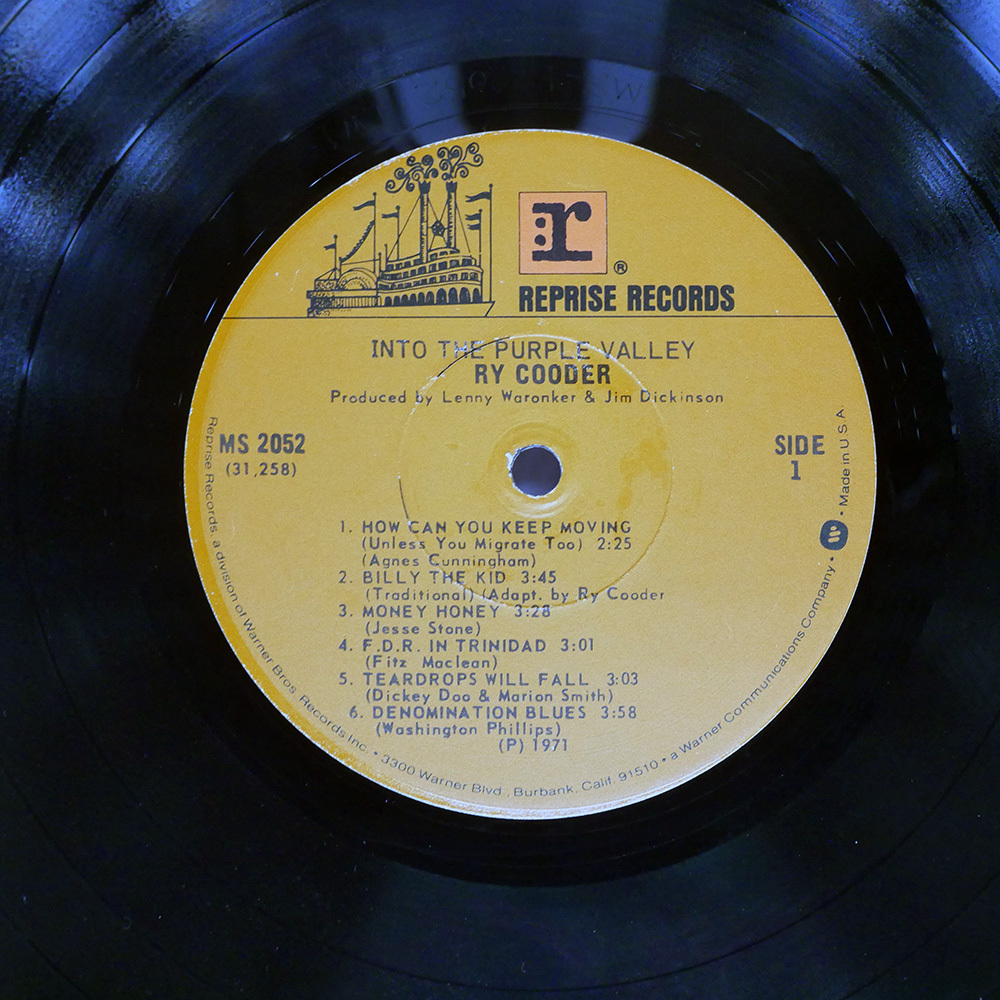 r
®
REPRISE RECORDS
INTO THE PURPLE VALLEY
RY COODER
Produced by Lenny Waronker & Jim Dickinson
MS 2052
(31,258)
SIDE
1
1. HOW CAN YOU KEEP MOVING
(Unless You Migrate Too) 2:25
(Agnes Cunningham)
2. BILLY THE KID 3:45
(Traditional) (Adapt. by Ry Cooder
3. MONEY HONEY 3:28
(Jesse Stone)
4. F.D.R. IN TRINIDAD 3:01
(Fitz Maclean)
5. TEARDROPS WILL FALL 3:03
(Dickey Doo & Marion Smith)
6. DENOMINATION BLUES 3:58
(Washington Phillips)
(P) 1971
Reprise Records, a division of Warner Bros. Records Inc. • 3300 Warner Blvd., Burbank, Calif. 91510 • a Warner Communications Company • W • Made in U.S.A.